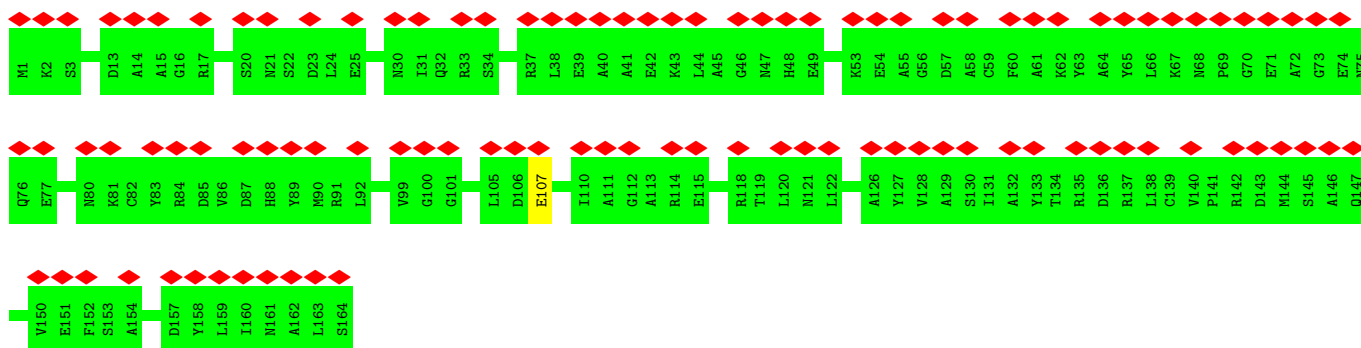 M1 K2 S3 D13 A14 A15 G16 R17 S20 N21 S22 D23 L24 E25 N30 I31 Q32 R33 S34 R37 L38 E39 A40 A41 E42 K43 L44 A45 G46 N47 H48 E49 K53 E54 A55 G56 D57 A58 C59 F60 A61 K62 Y63 A64 Y65 L66 K67 N68 P69 G70 E71 A72 G73 E74 N75
Q76 E77 N80 K81 C82 Y83 R84 D85 V86 D87 H88 Y89 M90 R91 L92 V99 G100 G101 L105 D106 E107 I110 A111 G112 A113 R114 E115 R118 T119 L120 N121 L122 A126 Y127 V128 A129 S130 I131 A132 Y133 T134 R135 D136 R137 L138 C139 V140 P141 R142 D143 M144 S145 A146 Q147
V150 E151 F152 S153 A154 D157 Y158 L159 I160 N161 A162 L163 S164